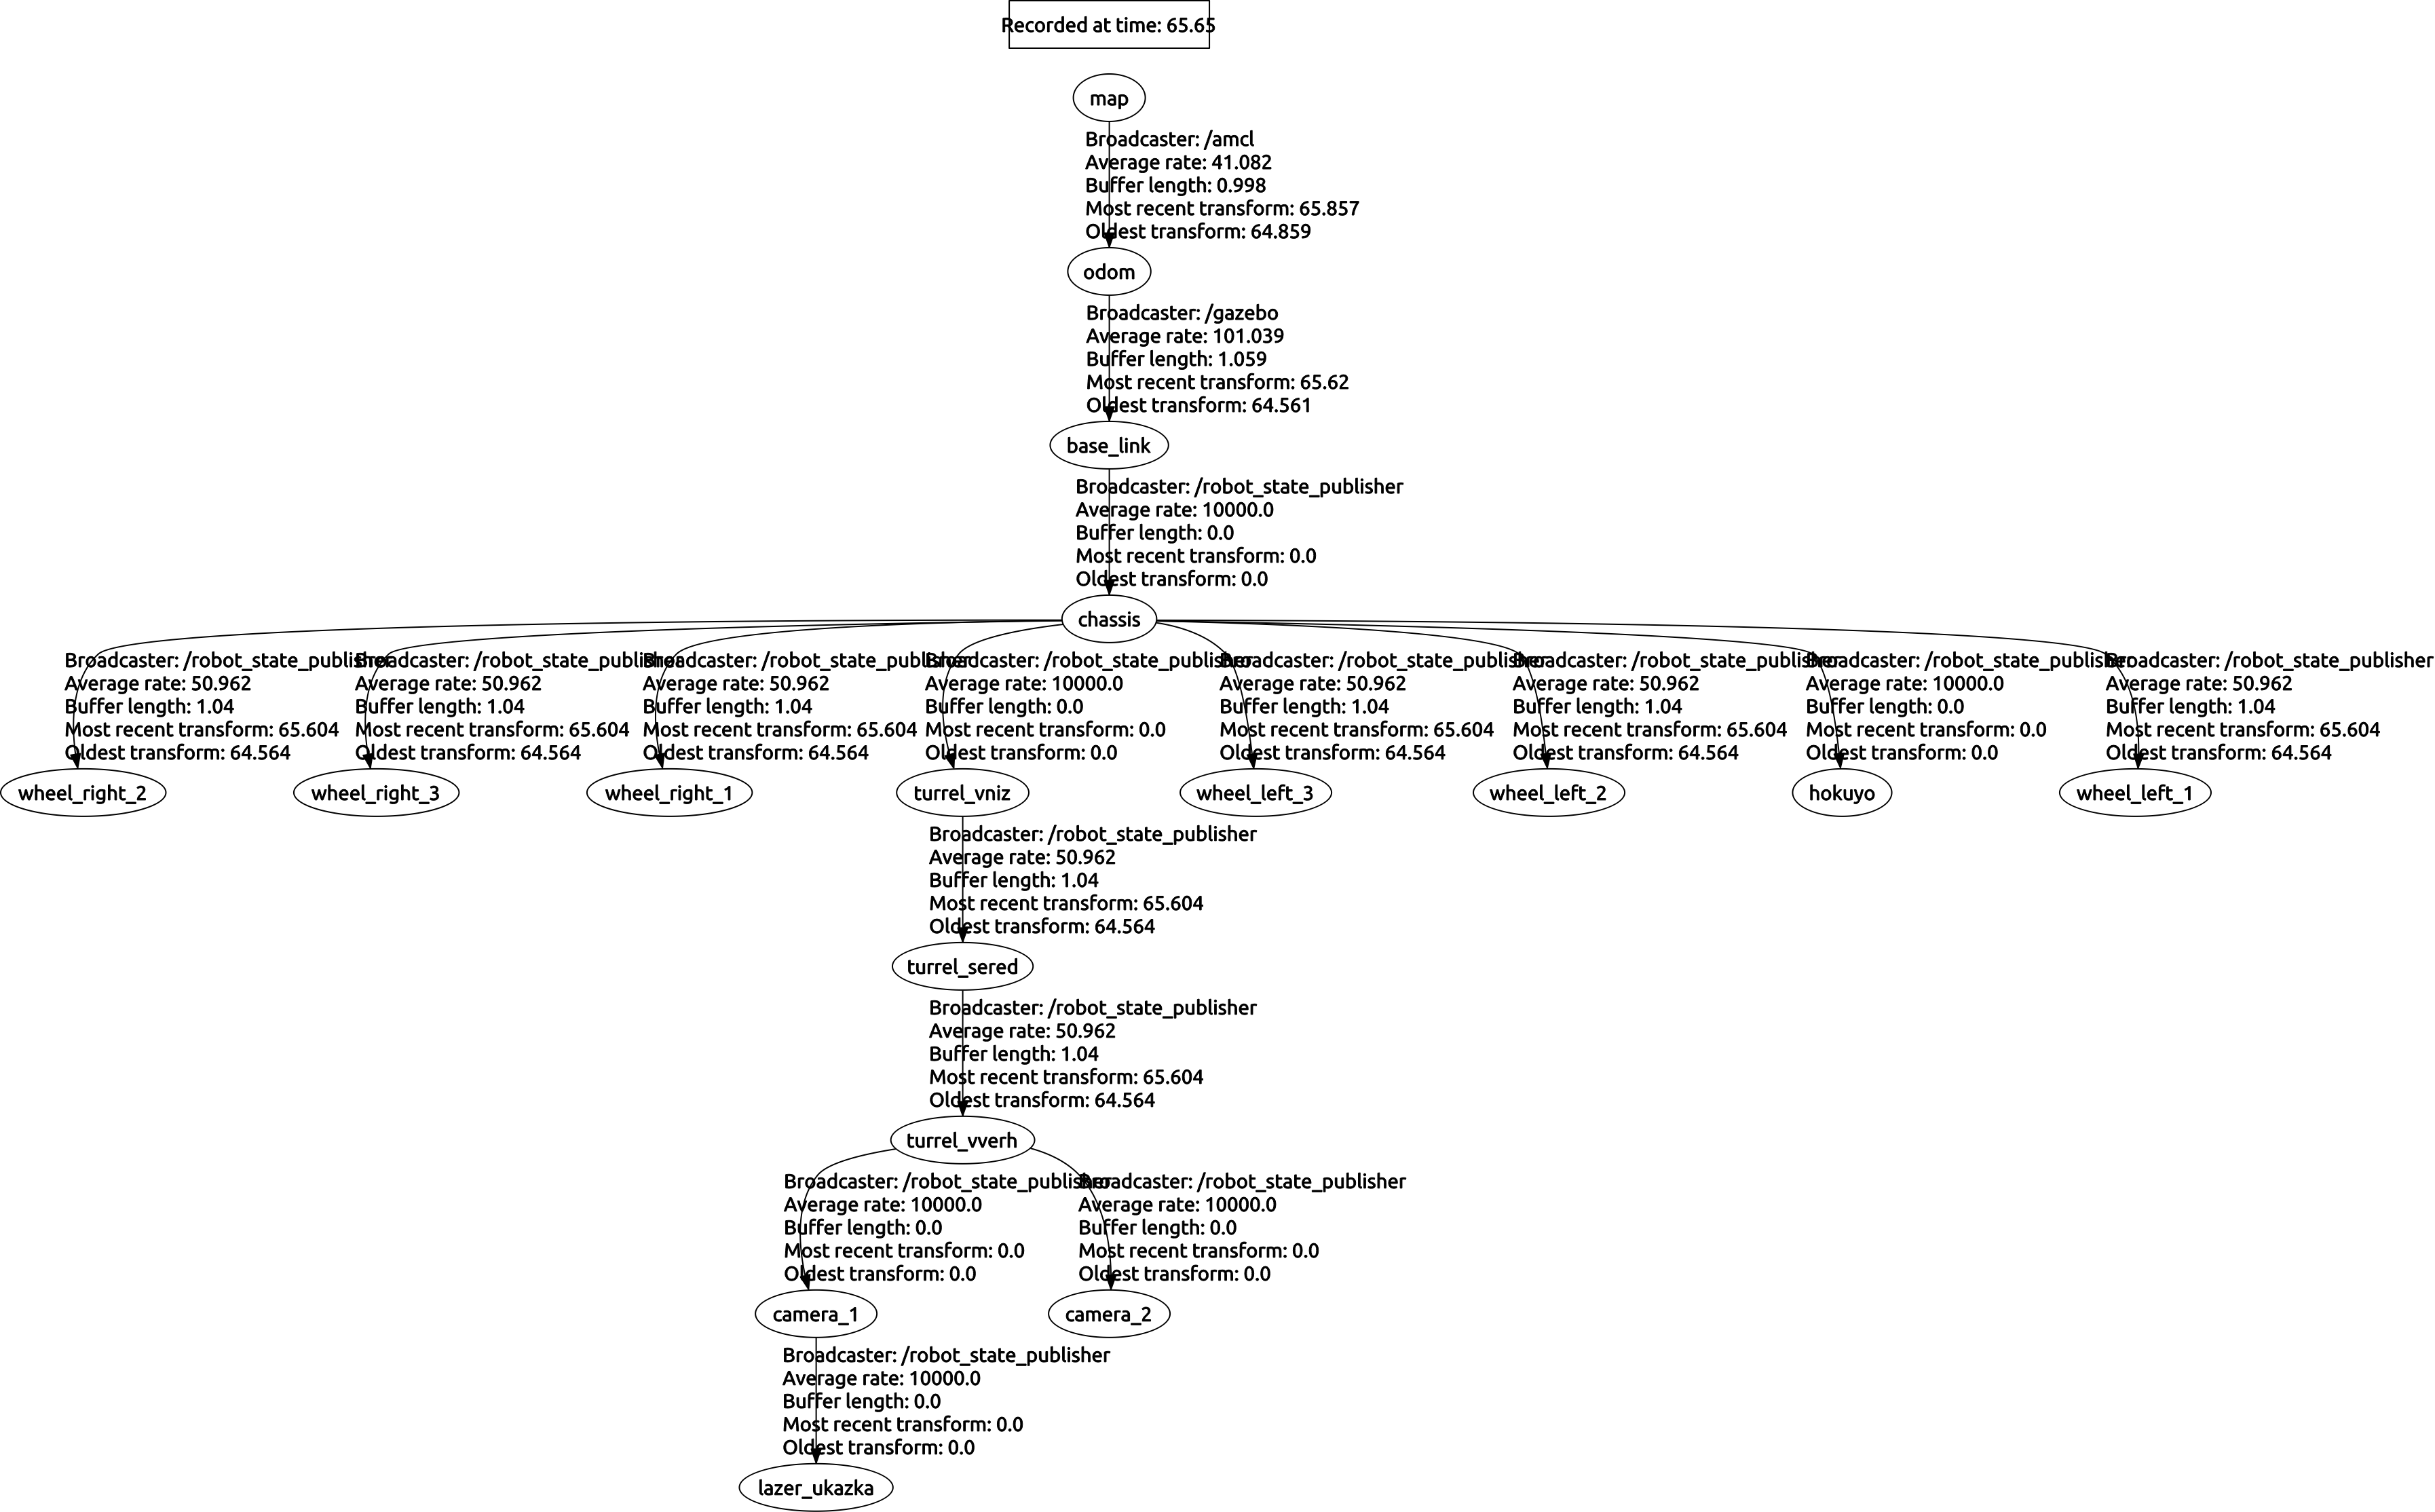 Recorded at time: 65.65
map
Broadcaster: /amcl
Average rate: 41.082
Buffer length: 0.998
Most recent transform: 65.857
Oldest transform: 64.859
odom
Broadcaster: /gazebo
Average rate: 101.039
Buffer length: 1.059
Most recent transform: 65.62
Oldest transform: 64.561
base_link
Broadcaster: /robot_state_publisher
Average rate: 10000.0
Buffer length: 0.0
Most recent transform: 0.0
Oldest transform: 0.0
chassis
Broadcaster: /robot_state_publisher
Average rate: 50.962
Buffer length: 1.04
Most recent transform: 65.604
Oldest transform: 64.564
wheel_right_2
Broadcaster: /robot_state_publisher
Average rate: 50.962
Buffer length: 1.04
Most recent transform: 65.604
Oldest transform: 64.564
wheel_right_3
Broadcaster: /robot_state_publisher
Average rate: 50.962
Buffer length: 1.04
Most recent transform: 65.604
Oldest transform: 64.564
wheel_right_1
Broadcaster: /robot_state_publisher
Average rate: 10000.0
Buffer length: 0.0
Most recent transform: 0.0
Oldest transform: 0.0
turrel_vniz
Broadcaster: /robot_state_publisher
Average rate: 50.962
Buffer length: 1.04
Most recent transform: 65.604
Oldest transform: 64.564
wheel_left_3
Broadcaster: /robot_state_publisher
Average rate: 50.962
Buffer length: 1.04
Most recent transform: 65.604
Oldest transform: 64.564
wheel_left_2
Broadcaster: /robot_state_publisher
Average rate: 10000.0
Buffer length: 0.0
Most recent transform: 0.0
Oldest transform: 0.0
hokuyo
Broadcaster: /robot_state_publisher
Average rate: 50.962
Buffer length: 1.04
Most recent transform: 65.604
Oldest transform: 64.564
wheel_left_1
Broadcaster: /robot_state_publisher
Average rate: 50.962
Buffer length: 1.04
Most recent transform: 65.604
Oldest transform: 64.564
turrel_sered
Broadcaster: /robot_state_publisher
Average rate: 50.962
Buffer length: 1.04
Most recent transform: 65.604
Oldest transform: 64.564
turrel_vverh
Broadcaster: /robot_state_publisher
Average rate: 10000.0
Buffer length: 0.0
Most recent transform: 0.0
Oldest transform: 0.0
camera_1
Broadcaster: /robot_state_publisher
Average rate: 10000.0
Buffer length: 0.0
Most recent transform: 0.0
Oldest transform: 0.0
camera_2
Broadcaster: /robot_state_publisher
Average rate: 10000.0
Buffer length: 0.0
Most recent transform: 0.0
Oldest transform: 0.0
lazer_ukazka